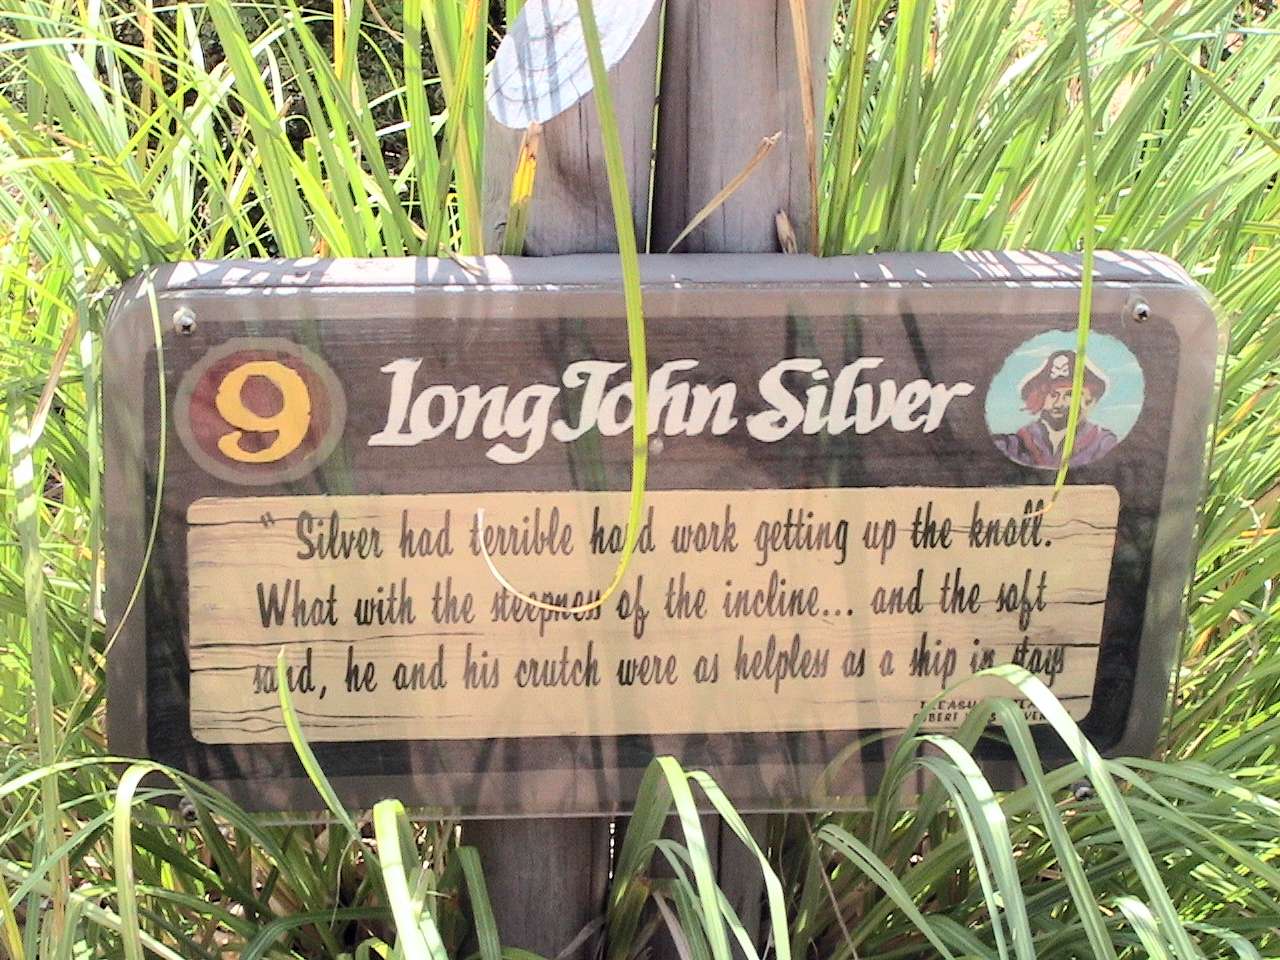 9 Long John Silver
" Silver had terrible hard work getting up the knoll.
What with the steepness of the incline... and the soft
sand, he and his crutch were as helpless as a ship in stays